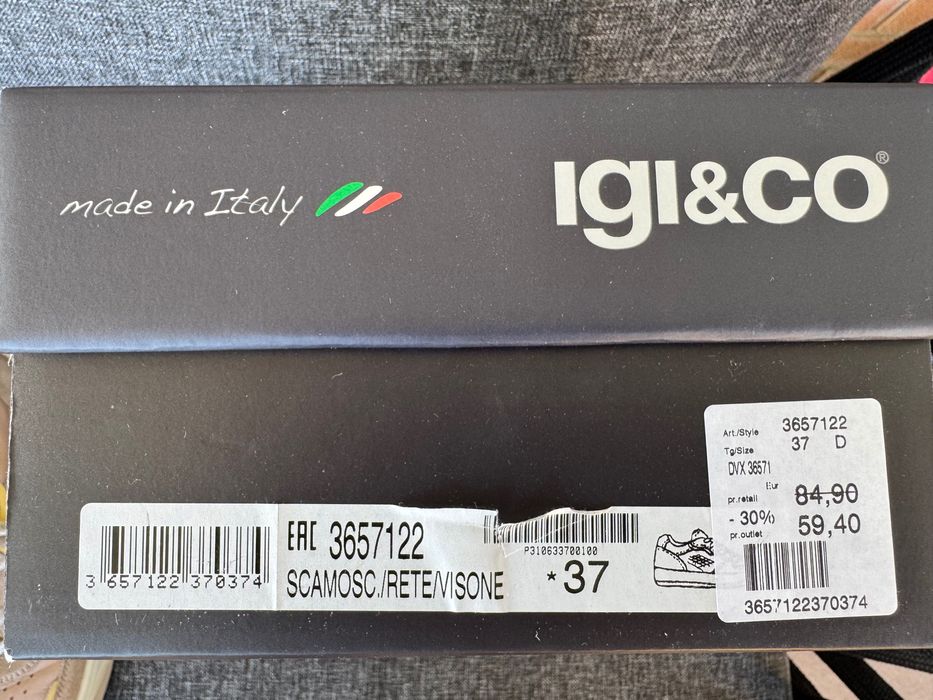 made in Italy
IGI&CO®
Art./Style 3657122
Tg/Size 37 D
DVX 36571
Eur
pr.retail 84,90
- 30% 59,40
pr.outlet
3657122370374
3 657122 370374
EAC 3657122
SCAMOSC./RETE/VISONE
P310633700100
* 37